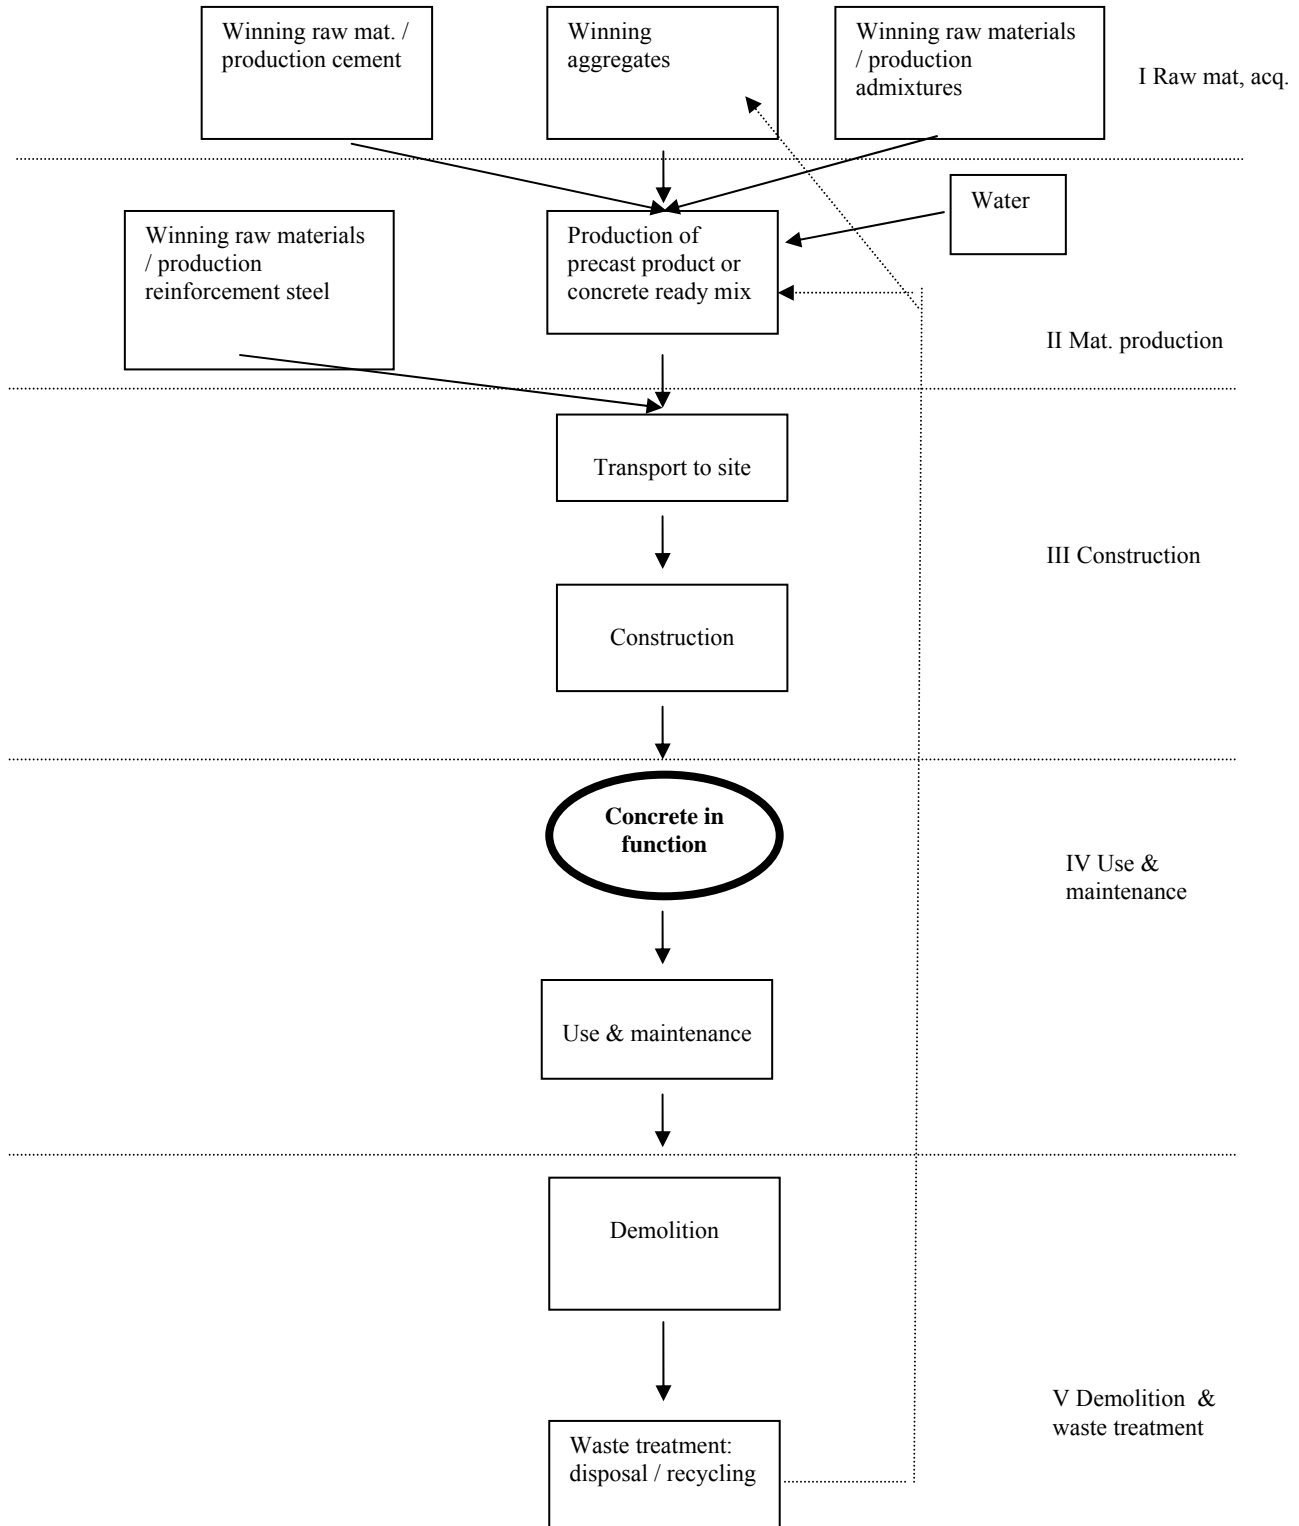 Winning raw mat. /
production cement
Winning
aggregates
Winning raw materials
/ production
admixtures
I Raw mat, acq.
Water
Winning raw materials
/ production
reinforcement steel
Production of
precast product or
concrete ready mix
II Mat. production
Transport to site
III Construction
Construction
Concrete in
function
IV Use &
maintenance
Use & maintenance
Demolition
V Demolition &
waste treatment
Waste treatment:
disposal / recycling